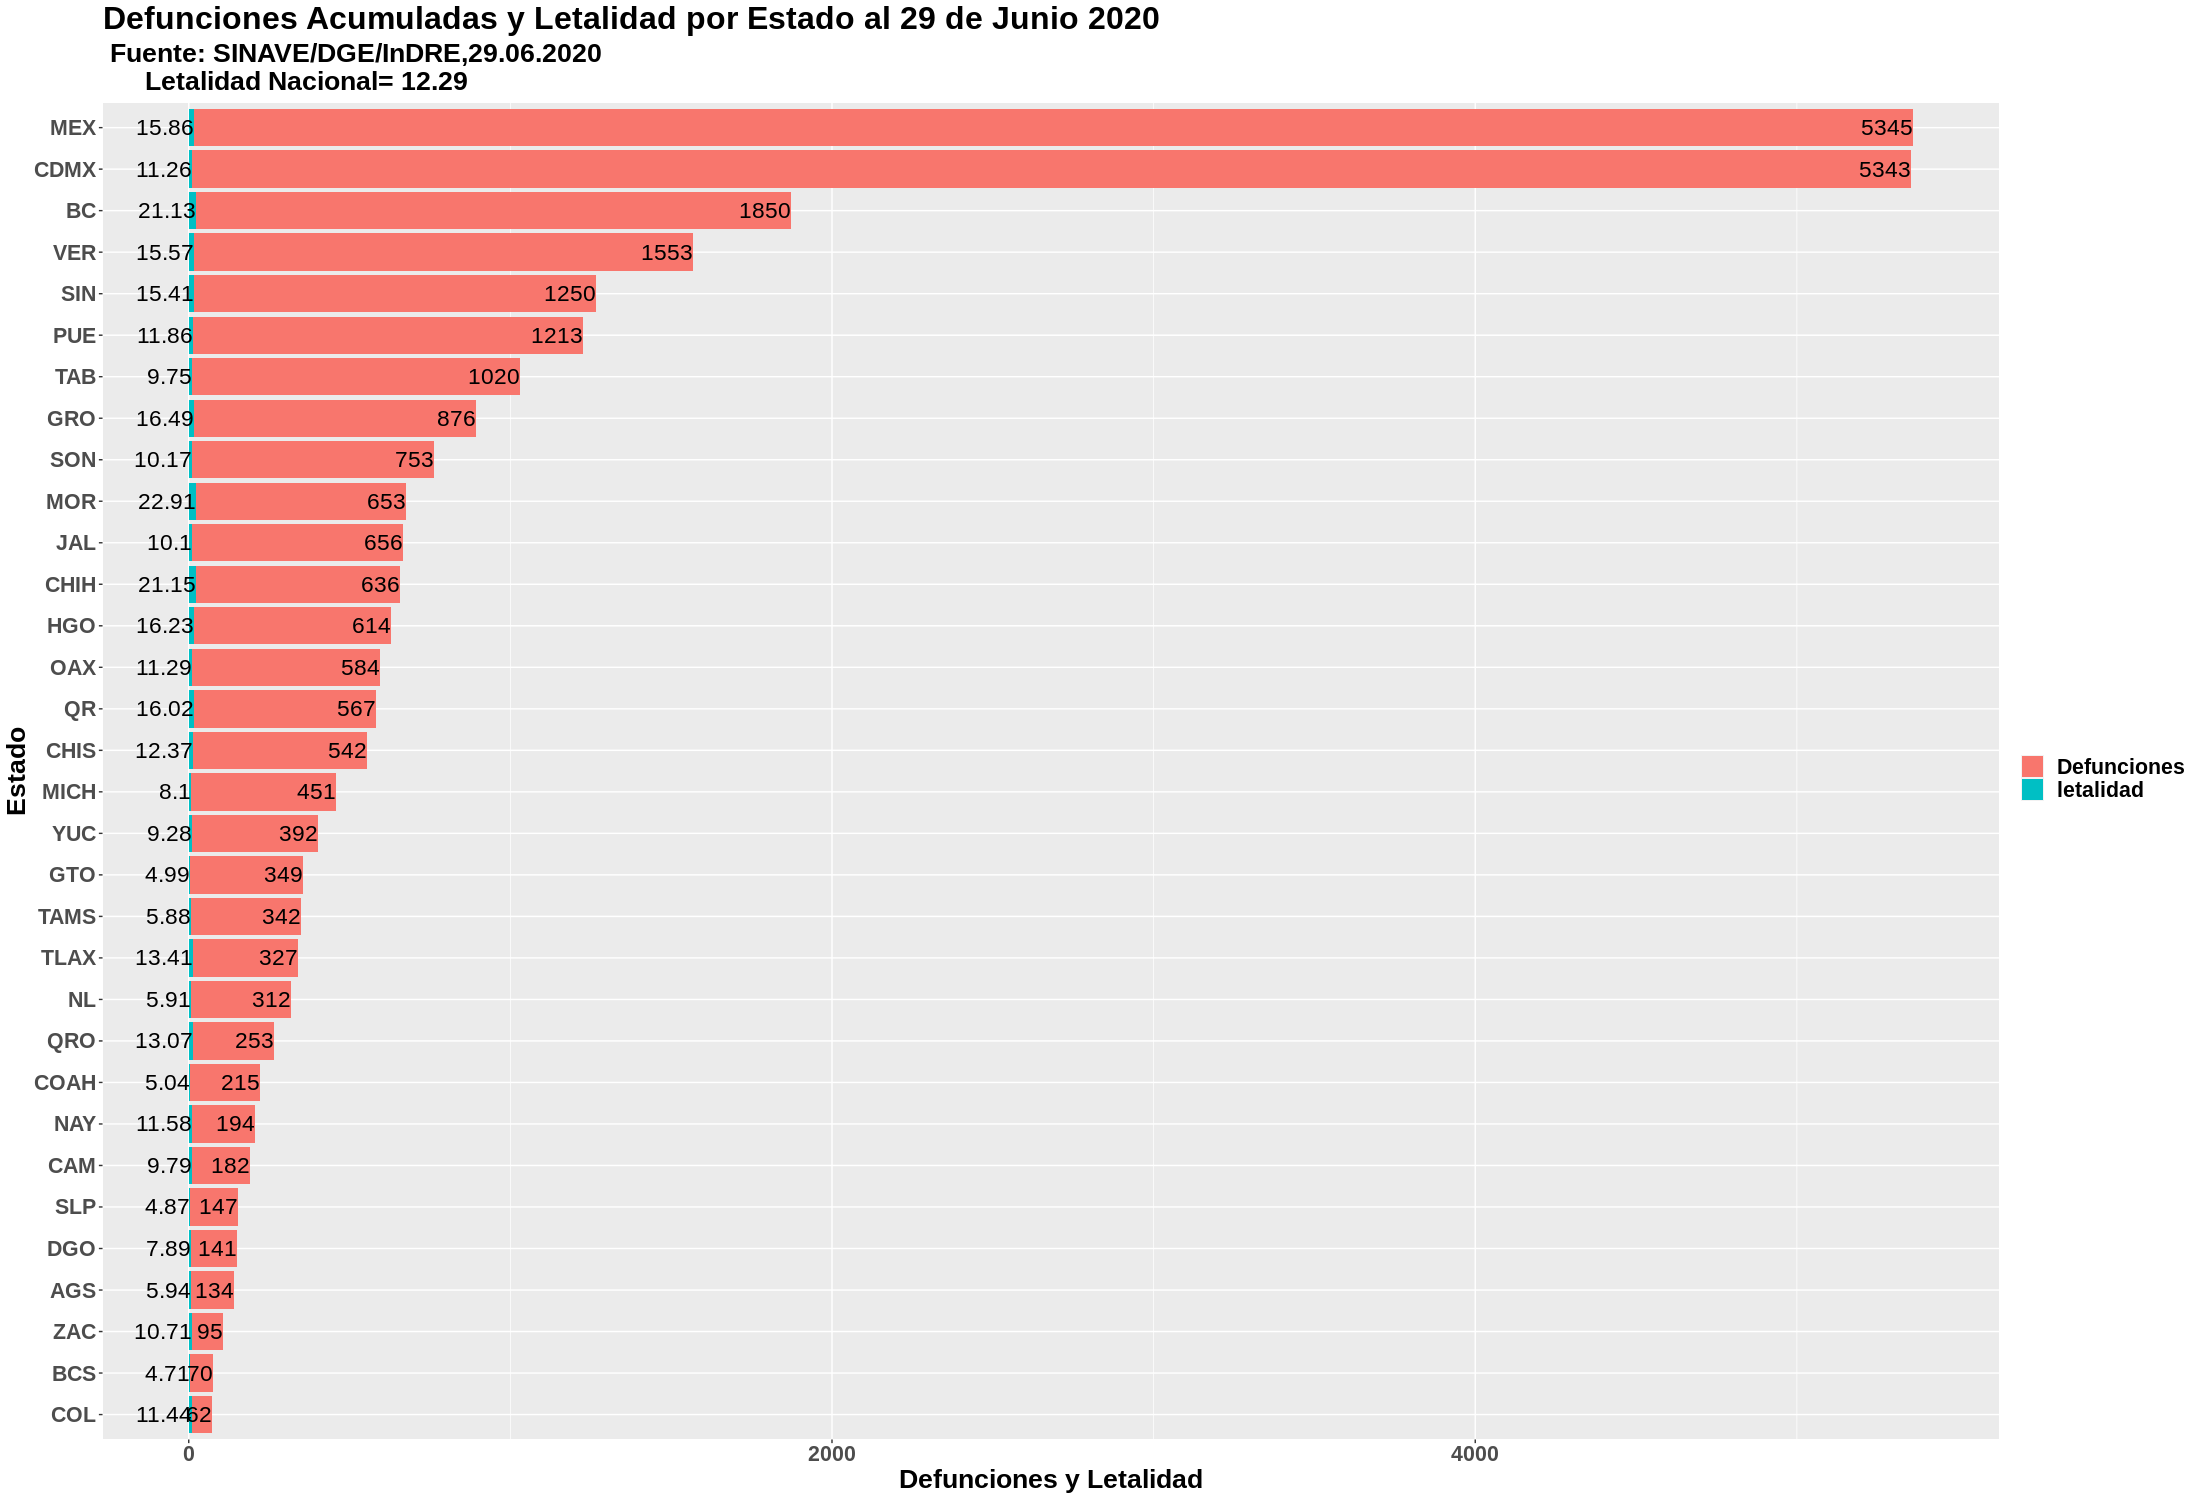 Defunciones Acumuladas y Letalidad por Estado al 29 de Junio 2020
Fuente: SINAVE/DGE/InDRE,29.06.2020
Letalidad Nacional= 12.29
MEX 15.86 5345
CDMX 11.26 5343
BC 21.13 1850
VER 15.57 1553
SIN 15.41 1250
PUE 11.86 1213
TAB 9.75 1020
GRO 16.49 876
SON 10.17 753
MOR 22.91 653
JAL 10.1 656
CHIH 21.15 636
HGO 16.23 614
OAX 11.29 584
QR 16.02 567
CHIS 12.37 542
MICH 8.1 451
YUC 9.28 392
GTO 4.99 349
TAMS 5.88 342
TLAX 13.41 327
NL 5.91 312
QRO 13.07 253
COAH 5.04 215
NAY 11.58 194
CAM 9.79 182
SLP 4.87 147
DGO 7.89 141
AGS 5.94 134
ZAC 10.71 95
BCS 4.71 70
COL 11.44 62
0 2000 4000
Defunciones y Letalidad
Estado
Defunciones
letalidad